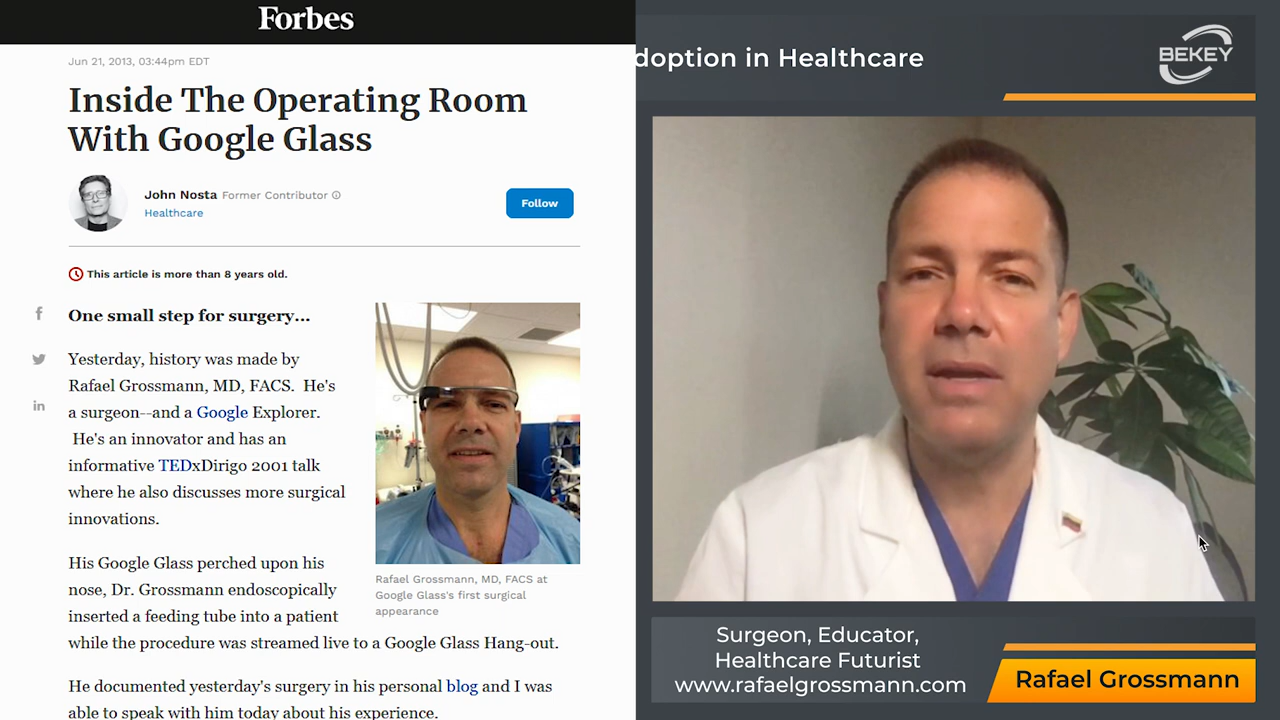 Forbes
Jun 21, 2013, 03:44pm EDT
Inside The Operating Room
With Google Glass
John Nosta Former Contributor
Healthcare
Follow
This article is more than 8 years old.
One small step for surgery...
Yesterday, history was made by
Rafael Grossmann, MD, FACS. He's
a surgeon--and a Google Explorer.
He's an innovator and has an
informative TEDxDirigo 2001 talk
where he also discusses more surgical
innovations.
His Google Glass perched upon his
nose, Dr. Grossmann endoscopically
inserted a feeding tube into a patient
while the procedure was streamed live to a Google Glass Hang-out.
He documented yesterday's surgery in his personal blog and I was
able to speak with him today about his experience.
Rafael Grossmann, MD, FACS at
Google Glass's first surgical
appearance
doption in Healthcare
BEKEY
Surgeon, Educator,
Healthcare Futurist
www.rafaelgrossmann.com
Rafael Grossmann